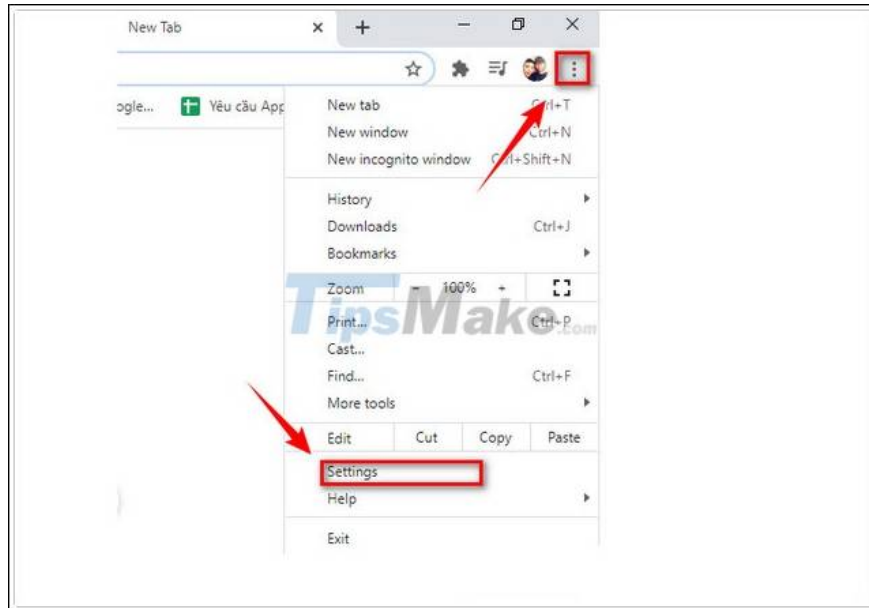 New Tab
ogle... Yêu cầu App
New tab Ctrl+T
New window Ctrl+N
New incognito window Ctrl+Shift+N
History
Downloads Ctrl+J
Bookmarks
Zoom - 100% +
Print... Ctrl+P
TipsMake.com
Cast...
Find... Ctrl+F
More tools
Edit Cut Copy Paste
Settings
Help
Exit